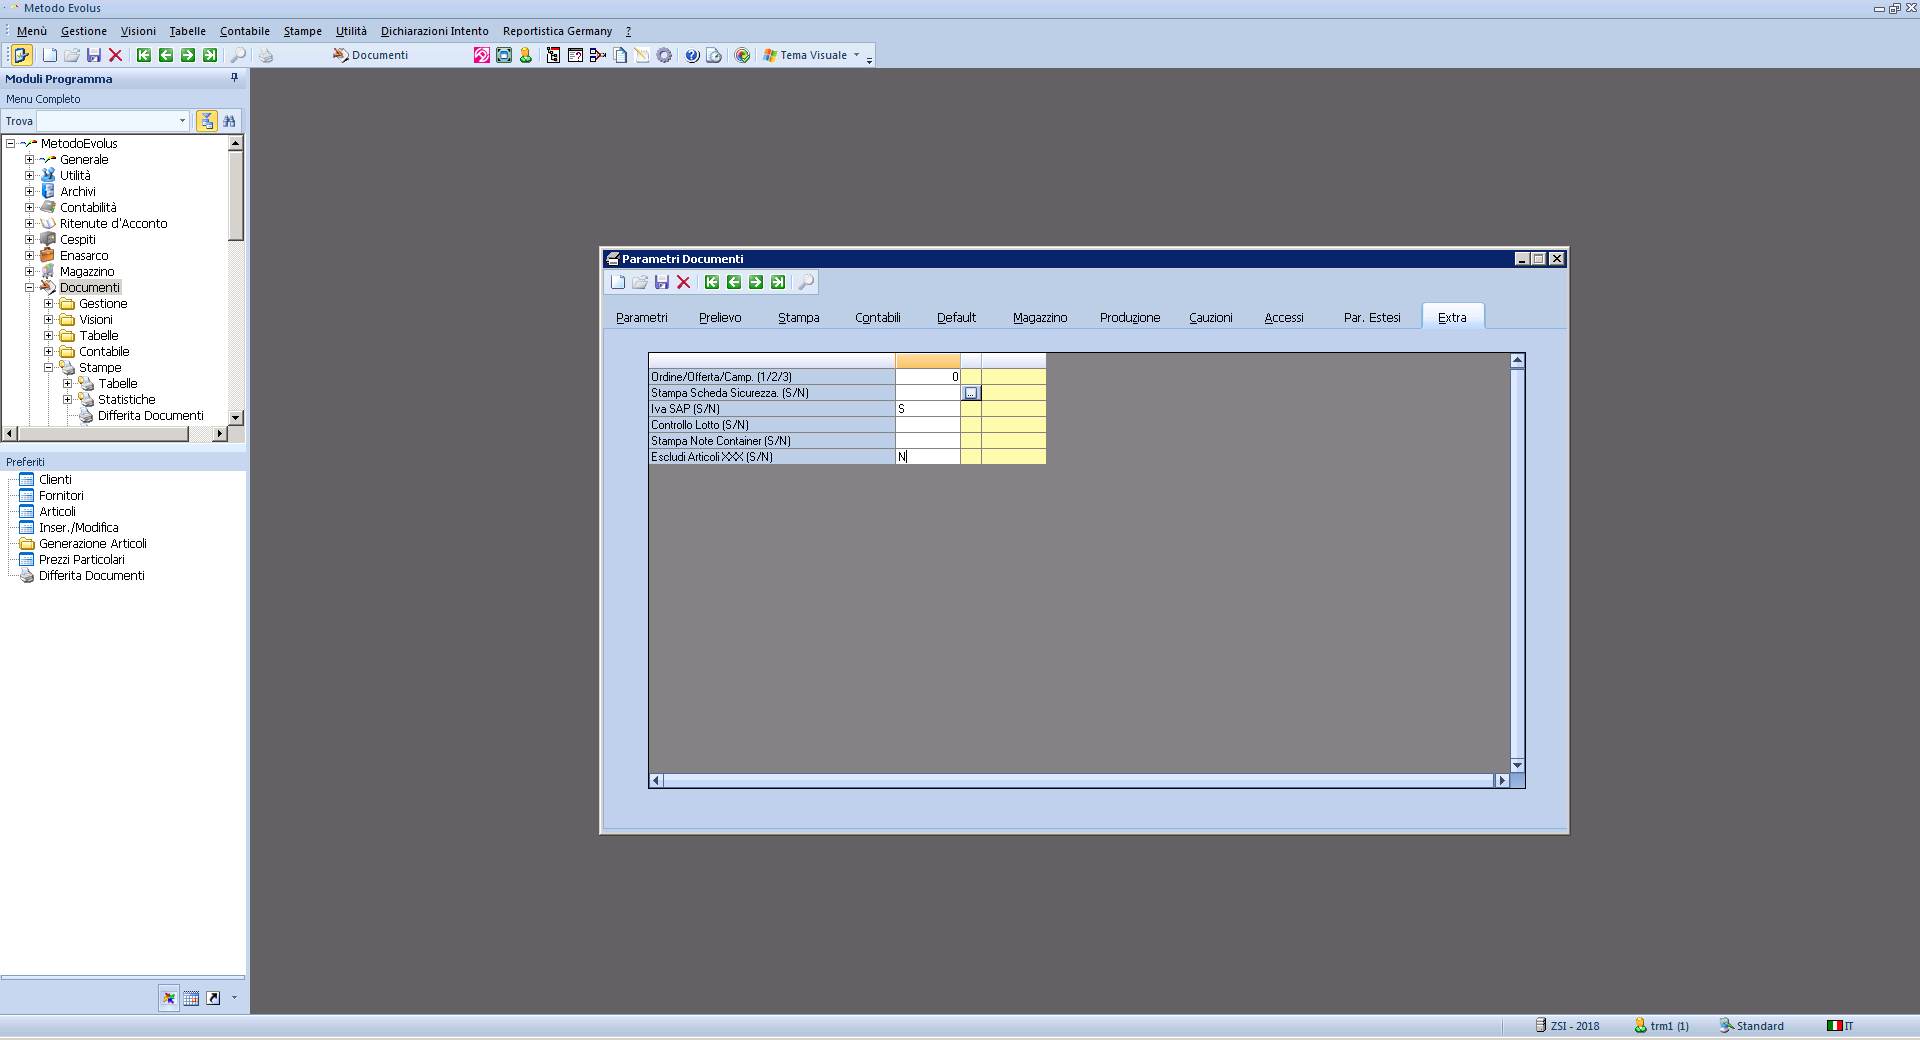 Metodo Evolus
Menù Gestione Visioni Tabelle Contabile Stampe Utilità Dichiarazioni Intento Reportistica Germany ?
Documenti Tema Visuale
Moduli Programma
Menu Completo
Trova
MetodoEvolus
Generale
Utilità
Archivi
Contabilità
Ritenute d'Acconto
Cespiti
Enasarco
Magazzino
Documenti
Gestione
Visioni
Tabelle
Contabile
Stampe
Tabelle
Statistiche
Differita Documenti
Preferiti
Clienti
Fornitori
Articoli
Inser./Modifica
Generazione Articoli
Prezzi Particolari
Differita Documenti
Parametri Documenti
Parametri Prelievo Stampa Contabili Default Magazzino Produzione Cauzioni Accessi Par. Estesi Extra
Ordine/Offerta/Camp. (1/2/3) 0
Stampa Scheda Sicurezza. (S/N) ...
Iva SAP (S/N) S
Controllo Lotto (S/N)
Stampa Note Container (S/N)
Escludi Articoli XXX (S/N) N
ZSI - 2018 trm1 (1) Standard IT